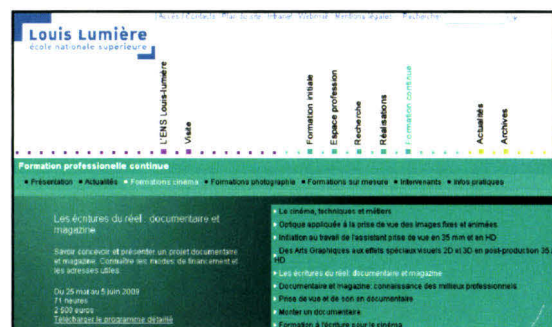 Accès / Contacts Plan du site Intranet Webmail Mentions légales Rechercher
Louis Lumière
école nationale supérieure
L'ENS Louis-lumière
Visite
Formation initiale
Espace profession
Recherche
Réalisations
Formation continue
Actualités
Archives
Formation professionelle continue
Présentation Actualités Formations cinéma Formations photographie Formations sur mesure Intervenants Infos pratiques
Les écritures du réel : documentaire et
magazine
Savoir concevoir et présenter un projet documentaire
et magazine. Connaître les modes de financement et
les adresses utiles.
Du 25 mai au 5 juin 2009
71 heures
2 500 euros
Télécharger le programme détaillé
Le cinéma, techniques et métiers
Optique appliquée à la prise de vue des images fixes et animées
Initiation au travail de l'assistant prise de vue en 35 mm et en HD
Des Arts Graphiques aux effets spéciaux visuels 2D et 3D en post-production 35
HD
Les écritures du réel: documentaire et magazine
Documentaire et magazine: connaissance des milieux professionnels
Prise de vue et de son en documentaire
Monter un documentaire
Formation à l'écriture pour le cinéma